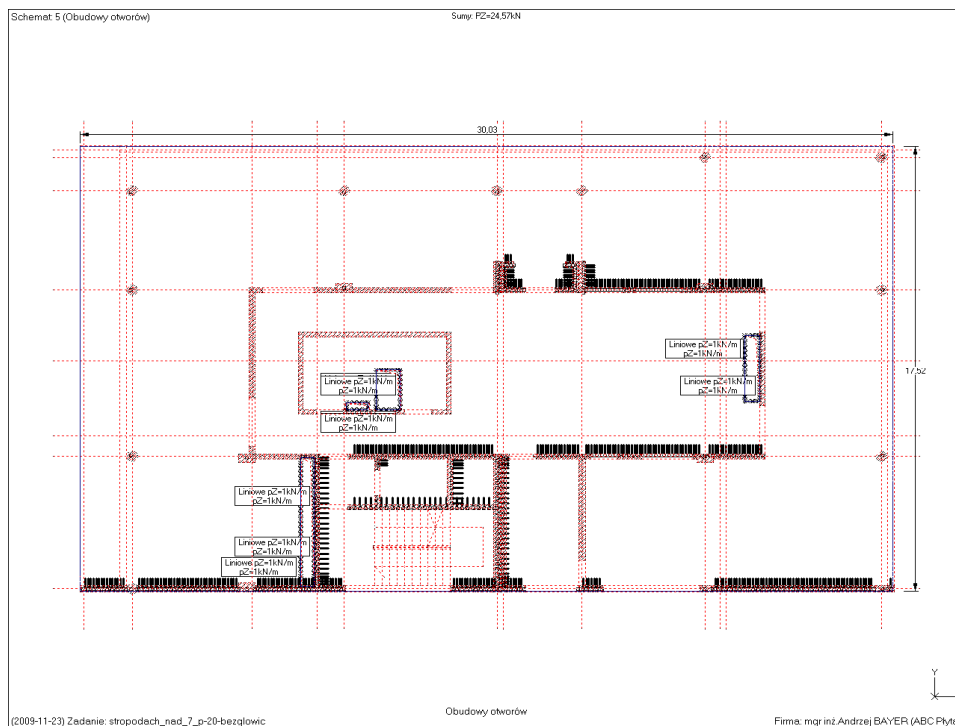 Schemat 5 (Obudowy otworów)
Sumy: PZ=24,57kN
30,03
17,52
Liniowe pZ=1kN/m
pZ=1kN/m
Liniowe pZ=1kN/m
pZ=1kN/m
Liniowe pZ=1kN/m
pZ=1kN/m
Liniowe pZ=1kN/m
pZ=1kN/m
Liniowe pZ=1kN/m
pZ=1kN/m
Liniowe pZ=1kN/m
pZ=1kN/m
Liniowe pZ=1kN/m
pZ=1kN/m
Y
X
Obudowy otworów
(2009-11-23) Zadanie: stropodach_nad_7_p-20-bezglowic
Firma: mgr inż.Andrzej BAYER (ABC Płyta